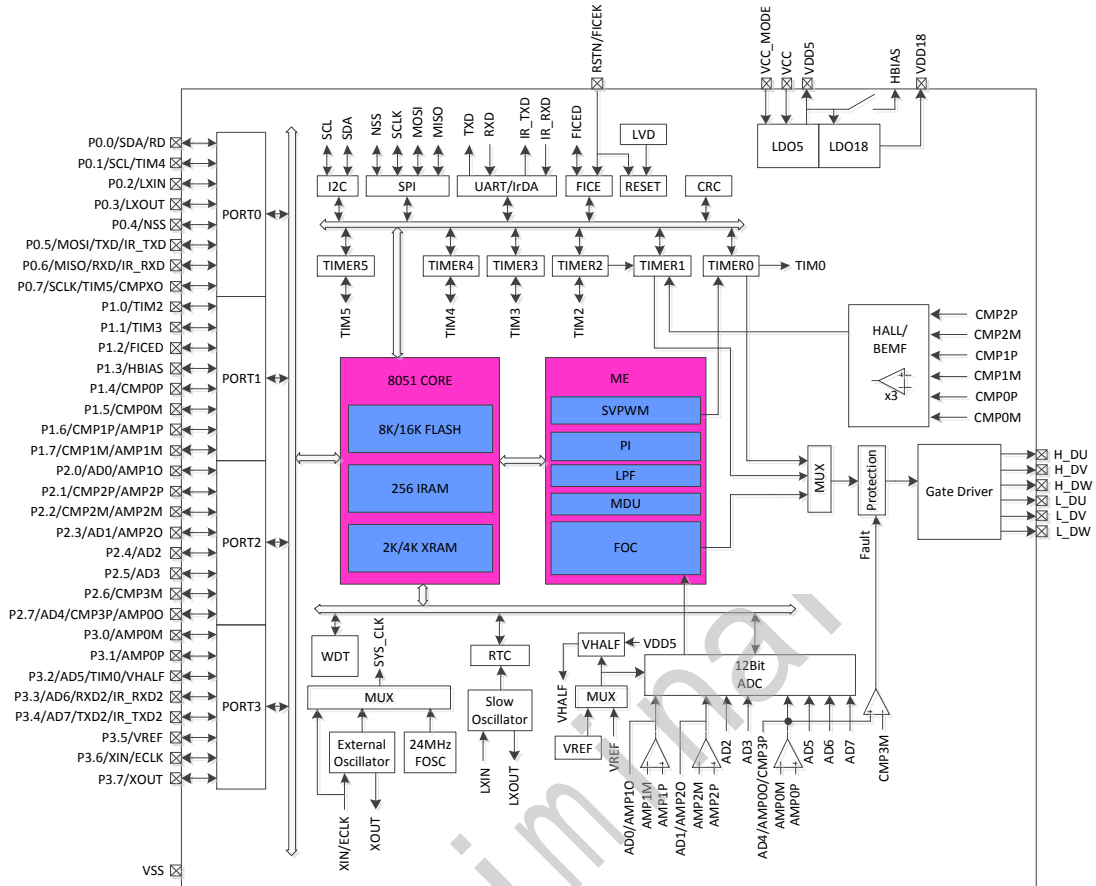 RSTN/FICEK
VCC_MODE
VCC
VDD5
HBIAS
VDD18
SCL
SDA
NSS
SCLK
MOSI
MISO
TXD
RXD
IR_TXD
IR_RXD
FICED
LVD
LDO5
LDO18
I2C
SPI
UART/IrDA
FICE
RESET
CRC
P0.0/SDA/RD
P0.1/SCL/TIM4
P0.2/LXIN
P0.3/LXOUT
P0.4/NSS
P0.5/MOSI/TXD/IR_TXD
P0.6/MISO/RXD/IR_RXD
P0.7/SCLK/TIM5/CMPXO
PORT0
P1.0/TIM2
P1.1/TIM3
P1.2/FICED
P1.3/HBIAS
P1.4/CMP0P
P1.5/CMP0M
P1.6/CMP1P/AMP1P
P1.7/CMP1M/AMP1M
PORT1
P2.0/AD0/AMP1O
P2.1/CMP2P/AMP2P
P2.2/CMP2M/AMP2M
P2.3/AD1/AMP2O
P2.4/AD2
P2.5/AD3
P2.6/CMP3M
P2.7/AD4/CMP3P/AMP0O
PORT2
P3.0/AMP0M
P3.1/AMP0P
P3.2/AD5/TIM0/VHALF
P3.3/AD6/RXD2/IR_RXD2
P3.4/AD7/TXD2/IR_TXD2
P3.5/VREF
P3.6/XIN/ECLK
P3.7/XOUT
PORT3
VSS
TIMER5
TIMER4
TIMER3
TIMER2
TIMER1
TIMER0
TIM0
TIM5
TIM4
TIM3
TIM2
8051 CORE
8K/16K FLASH
256 IRAM
2K/4K XRAM
ME
SVPWM
PI
LPF
MDU
FOC
HALL/
BEMF
x3
CMP2P
CMP2M
CMP1P
CMP1M
CMP0P
CMP0M
MUX
Protection
Fault
Gate Driver
H_DU
H_DV
H_DW
L_DU
L_DV
L_DW
WDT
SYS_CLK
MUX
External
Oscillator
24MHz
FOSC
XIN/ECLK
XOUT
RTC
Slow
Oscillator
LXIN
LXOUT
VHALF
VDD5
VHALF
MUX
VREF
VREF
12Bit
ADC
AD0/AMP1O
AMP1M
AMP1P
AD1/AMP2O
AMP2M
AMP2P
AD2
AD3
AD4/AMP0O/CMP3P
AMP0M
AMP0P
AD5
AD6
AD7
CMP3M